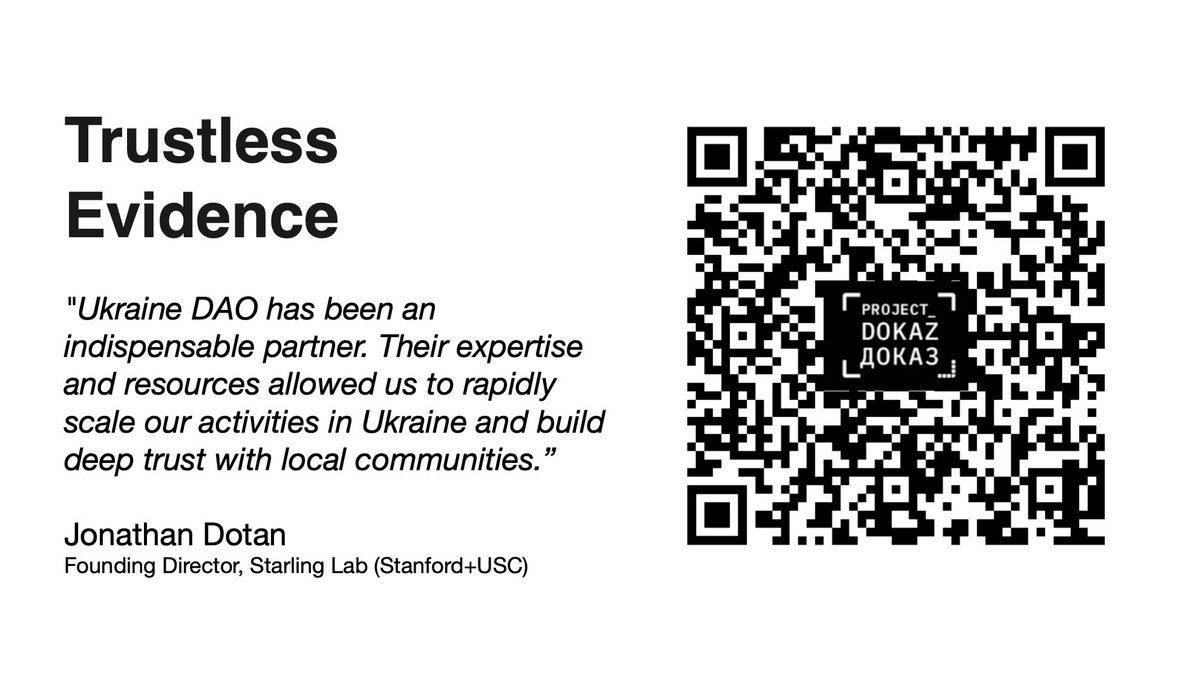 Trustless
Evidence
"Ukraine DAO has been an
indispensable partner. Their expertise
and resources allowed us to rapidly
scale our activities in Ukraine and build
deep trust with local communities.”
Jonathan Dotan
Founding Director, Starling Lab (Stanford+USC)
PROJECT_
DOKAZ
ДОКАЗ